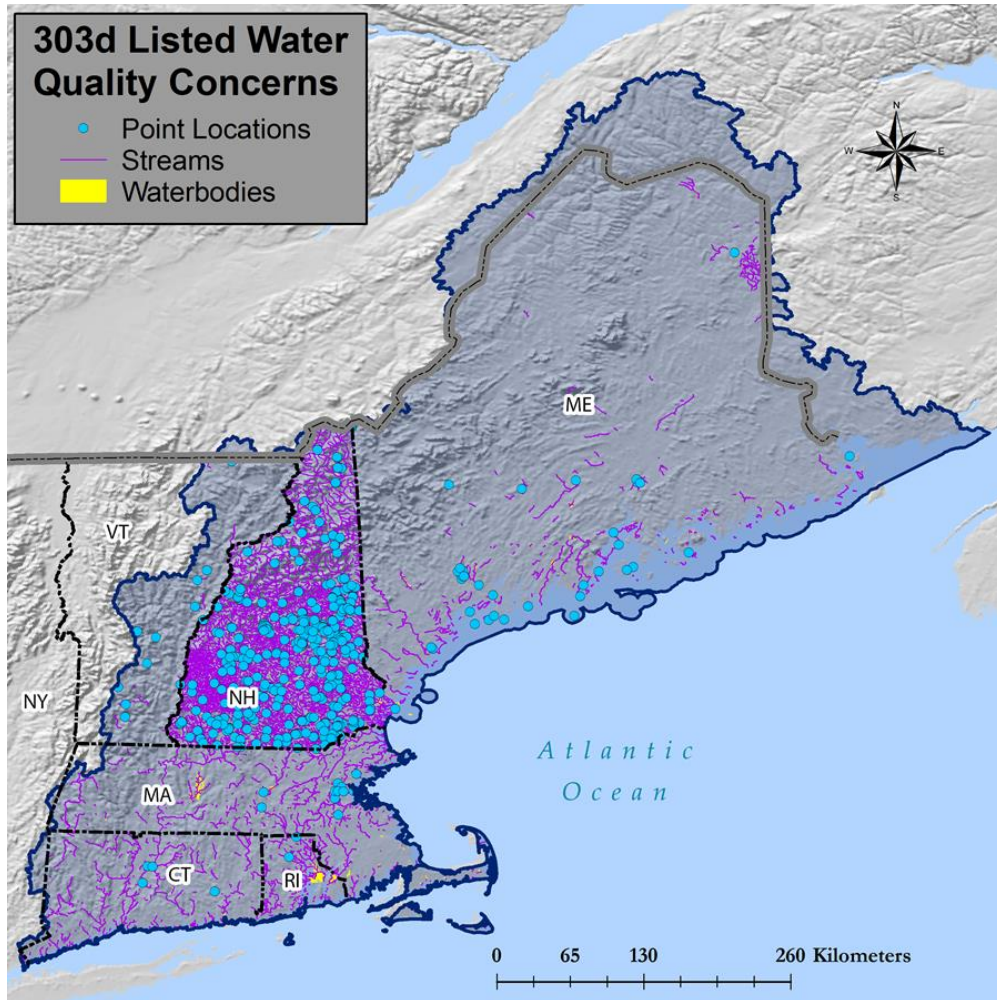 303d Listed Water
Quality Concerns
Point Locations
Streams
Waterbodies
N
W
E
S
ME
VT
NY
NH
Atlantic
Ocean
MA
CT
RI
0 65 130 260 Kilometers